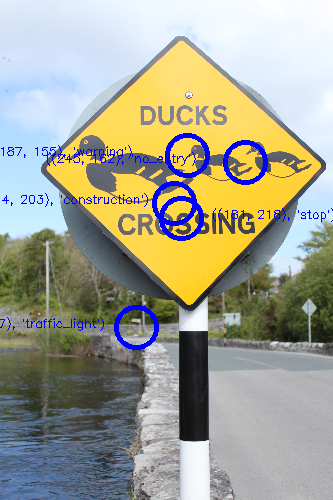 DUCKS
187, 155), 'warning')
((245, 162), 'no_entry')
4, 203), 'construction')
((181, 218), 'stop'
CROSSING
7), 'traffic_light')